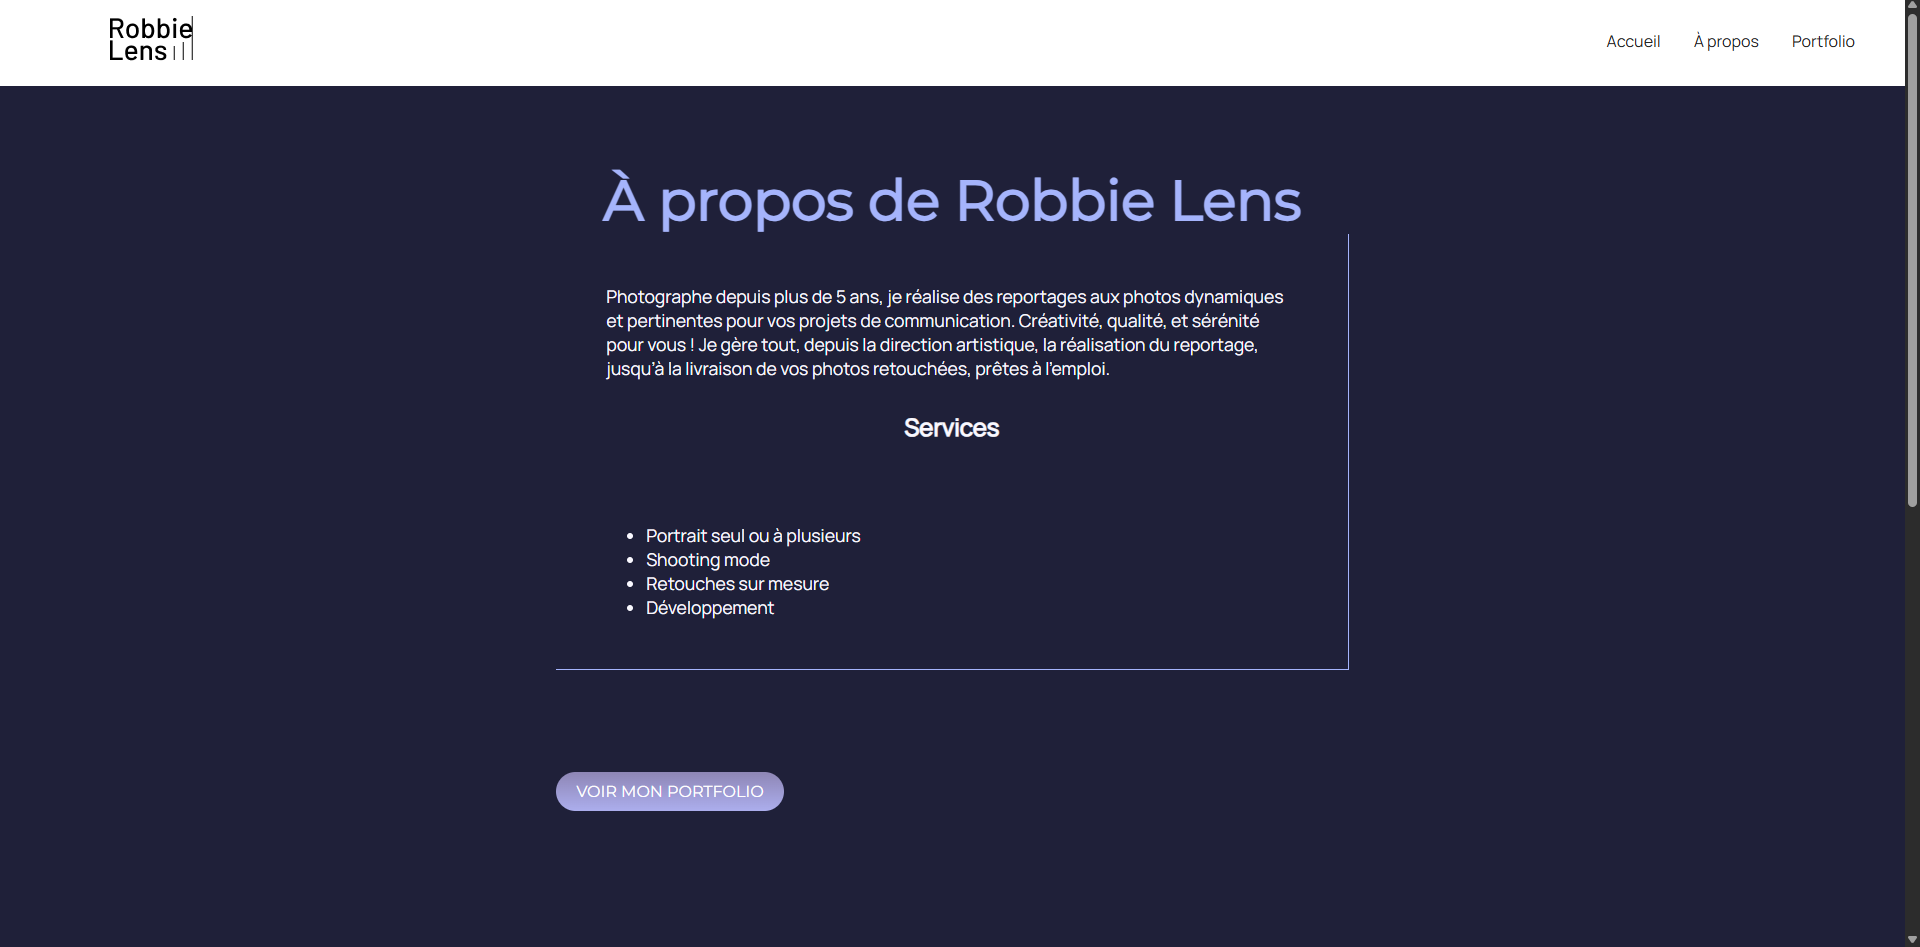 Robbie
Lens
Accueil
À propos
Portfolio
À propos de Robbie Lens
Photographe depuis plus de 5 ans, je réalise des reportages aux photos dynamiques
et pertinentes pour vos projets de communication. Créativité, qualité, et sérénité
pour vous ! Je gère tout, depuis la direction artistique, la réalisation du reportage,
jusqu’à la livraison de vos photos retouchées, prêtes à l’emploi.
Services
• Portrait seul ou à plusieurs
• Shooting mode
• Retouches sur mesure
• Développement
VOIR MON PORTFOLIO